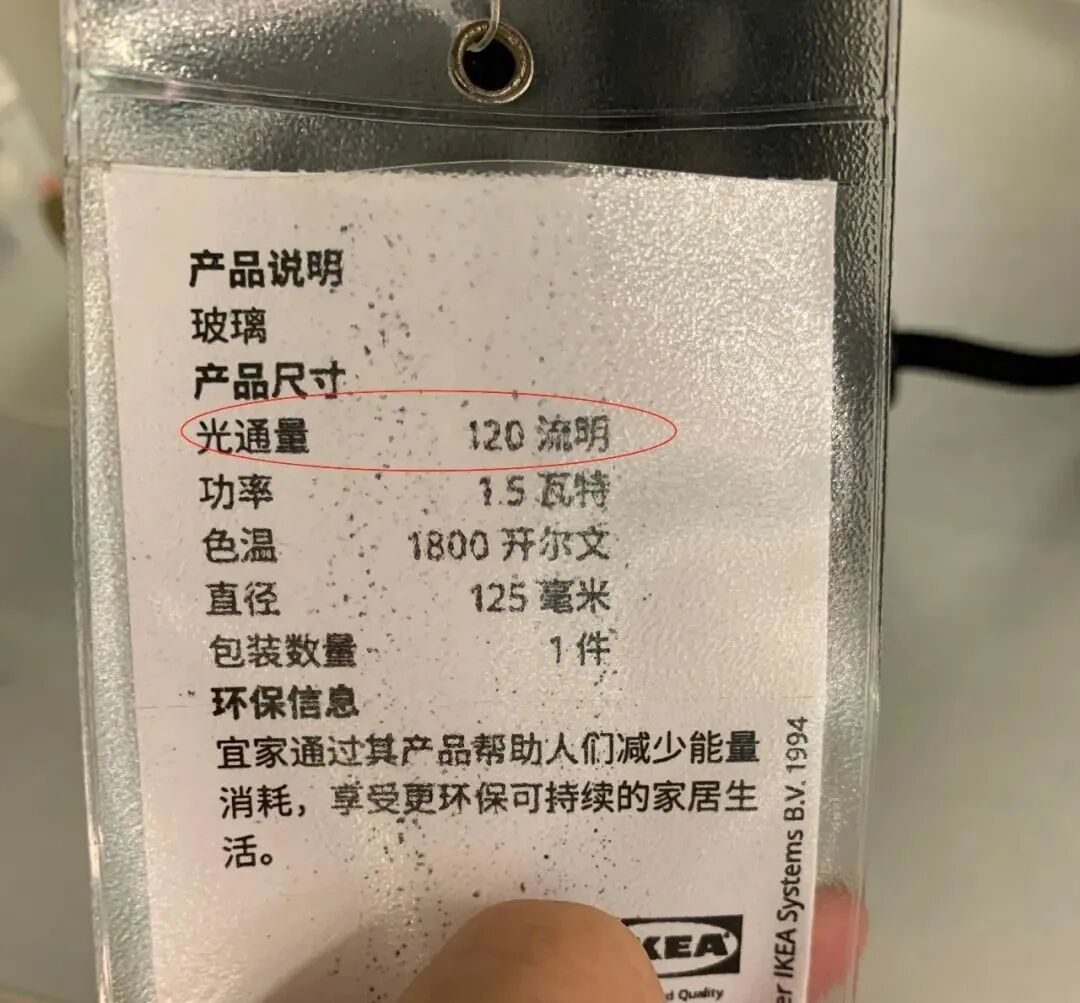 产品说明
玻璃
产品尺寸
光通量 120 流明
功率 1.5 瓦特
色温 1800 开尔文
直径 125 毫米
包装数量 1 件
环保信息
宜家通过其产品帮助人们减少能量
消耗，享受更环保可持续的家居生
活。
IKEA
Quality
IKEA Systems B.V. 1994